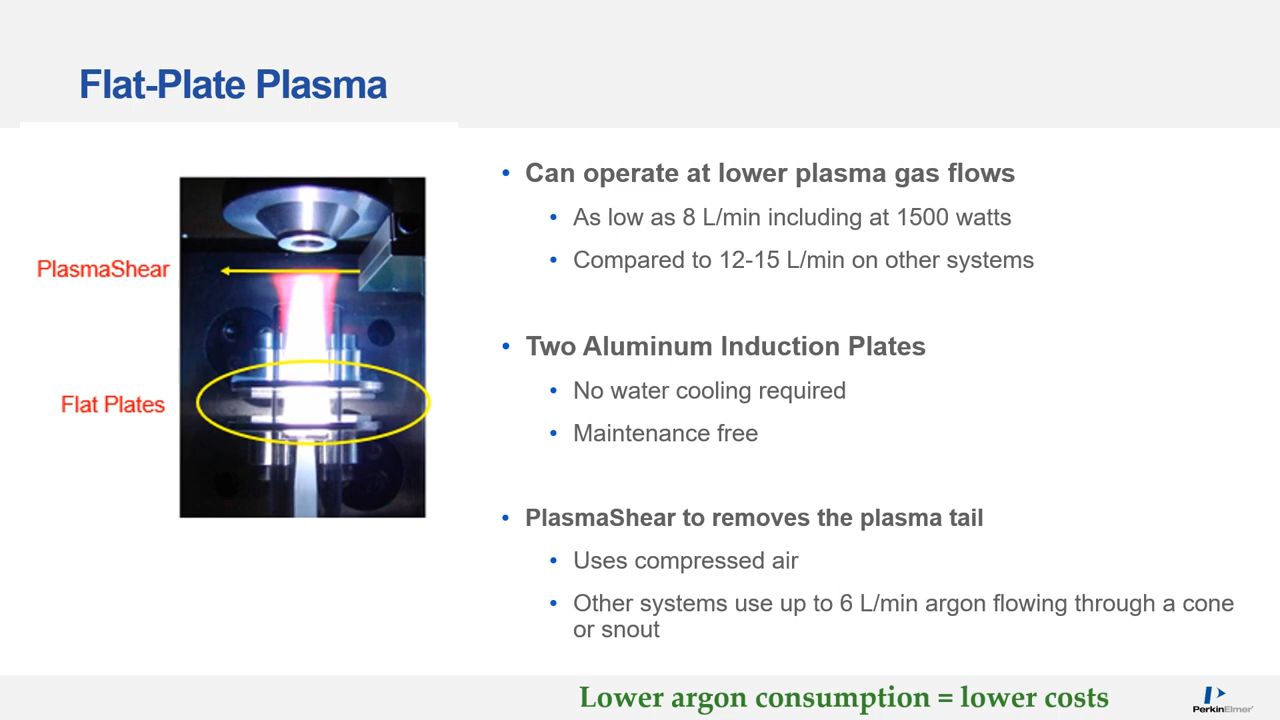 Flat-Plate Plasma
PlasmaShear
Flat Plates
Can operate at lower plasma gas flows
As low as 8 L/min including at 1500 watts
Compared to 12-15 L/min on other systems
Two Aluminum Induction Plates
No water cooling required
Maintenance free
PlasmaShear to removes the plasma tail
Uses compressed air
Other systems use up to 6 L/min argon flowing through a cone
or snout
Lower argon consumption = lower costs
PerkinElmer